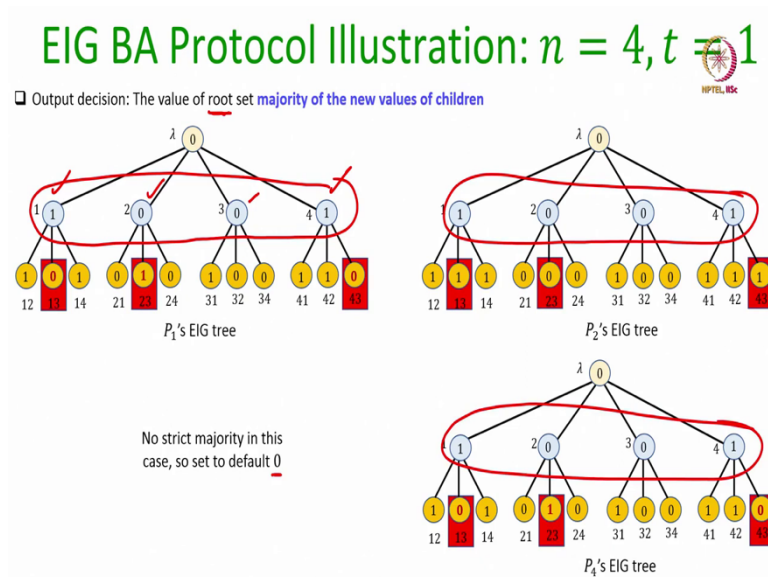 EIG BA Protocol Illustration: n = 4, t = 1
NPTEL, IISc
Output decision: The value of root set majority of the new values of children
λ 0 λ 0
1 1 2 0 3 0 4 1 1 1 2 0 3 0 4 1
1 0 1 0 1 0 1 0 0 1 1 0 1 1 1 0 0 0 1 0 0 1 1 1
12 13 14 21 23 24 31 32 34 41 42 43 12 13 14 21 23 24 31 32 34 41 42 43
P₁'s EIG tree P₂'s EIG tree
λ 0
No strict majority in this
case, so set to default 0
1 1 2 0 3 0 4 1
1 0 1 0 1 0 1 0 0 1 1 0
12 13 14 21 23 24 31 32 34 41 42 43
P₄'s EIG tree